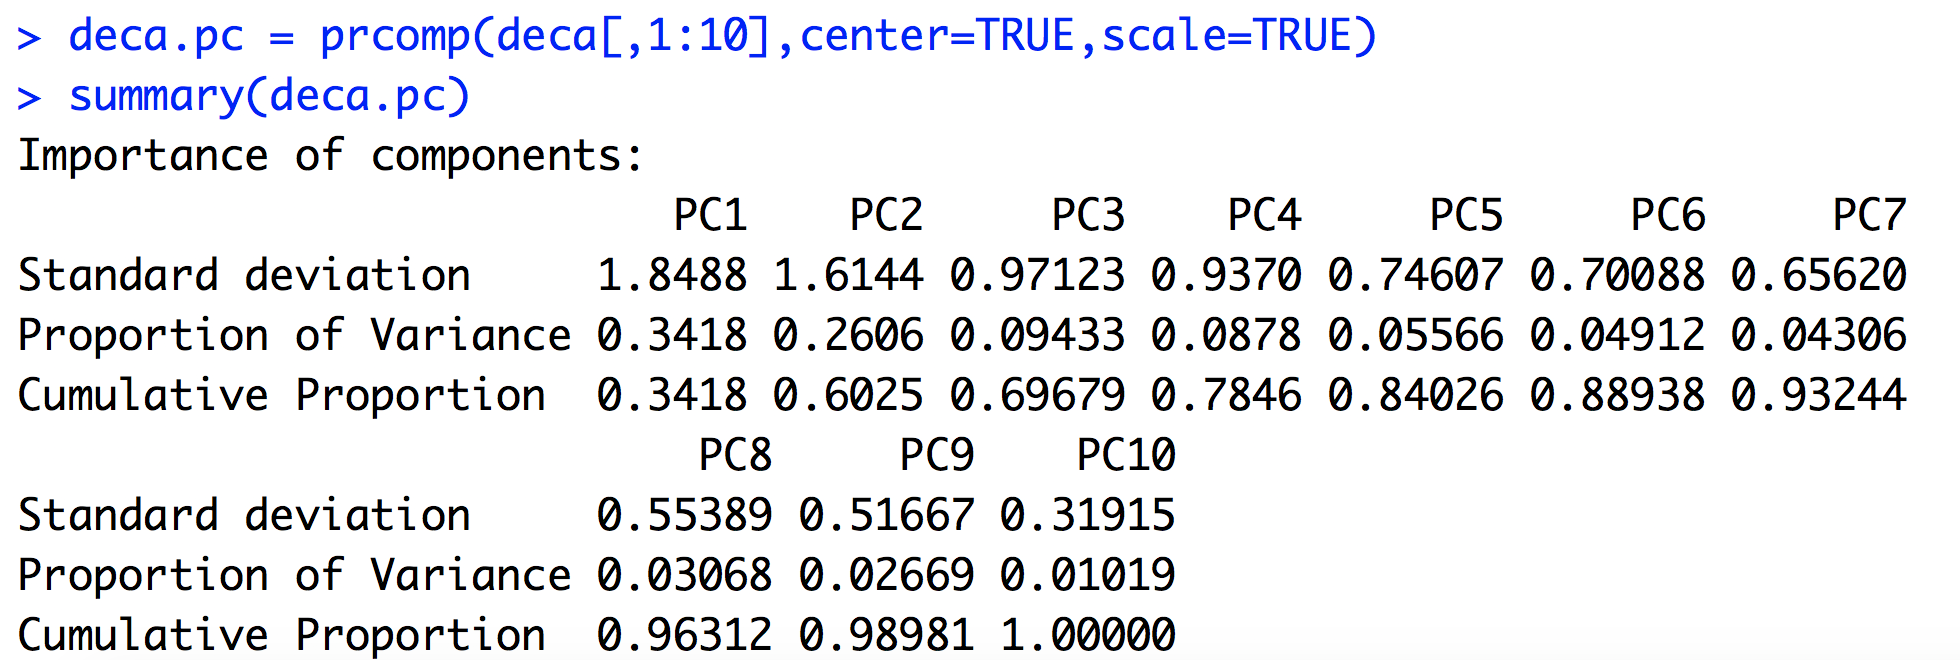 > deca.pc = prcomp(deca[,1:10],center=TRUE,scale=TRUE)
> summary(deca.pc)
Importance of components:
                          PC1    PC2     PC3    PC4     PC5     PC6     PC7
Standard deviation     1.8488 1.6144 0.97123 0.9370 0.74607 0.70088 0.65620
Proportion of Variance 0.3418 0.2606 0.09433 0.0878 0.05566 0.04912 0.04306
Cumulative Proportion  0.3418 0.6025 0.69679 0.7846 0.84026 0.88938 0.93244
                           PC8     PC9    PC10
Standard deviation     0.55389 0.51667 0.31915
Proportion of Variance 0.03068 0.02669 0.01019
Cumulative Proportion  0.96312 0.98981 1.00000